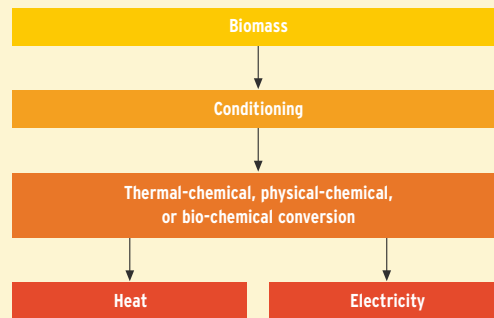 Biomass
Conditioning
Thermal-chemical, physical-chemical,
or bio-chemical conversion
Heat
Electricity